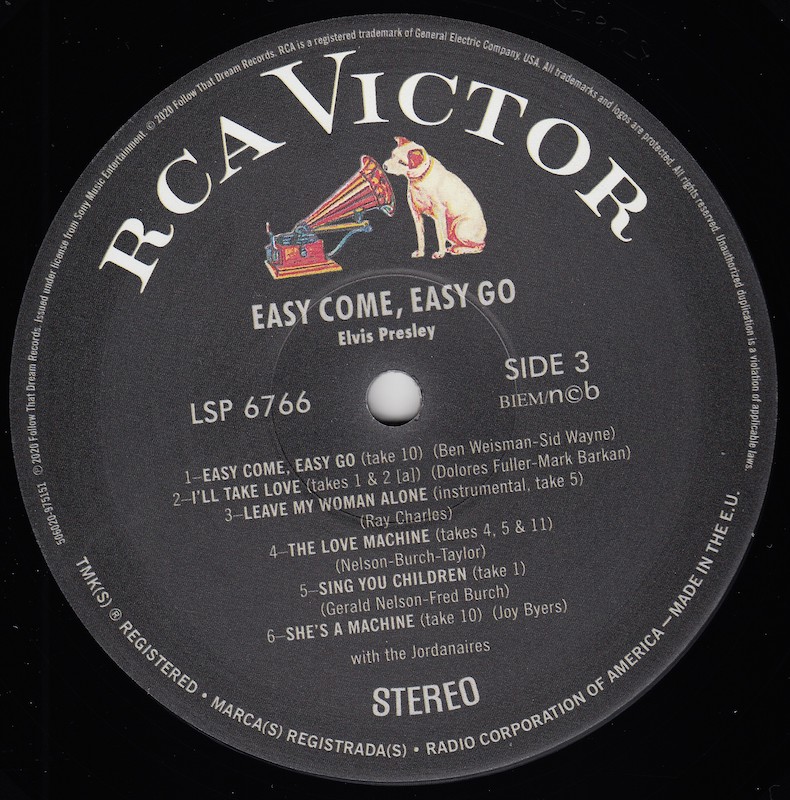 ℗ 2020 Follow That Dream Records. Issued under license from Sony Music Entertainment. © 2020 Follow That Dream Records. RCA is a registered trademark of General Electric Company, USA. All trademarks and logos are protected. All rights reserved. Unauthorized duplication is a violation of applicable laws.
RCA VICTOR
EASY COME, EASY GO
Elvis Presley
LSP 6766
SIDE 3
BIEM/n©b
1–EASY COME, EASY GO (take 10) (Ben Weisman-Sid Wayne)
2–I'LL TAKE LOVE (takes 1 & 2 [a]) (Dolores Fuller-Mark Barkan)
3–LEAVE MY WOMAN ALONE (instrumental, take 5)
(Ray Charles)
4–THE LOVE MACHINE (takes 4, 5 & 11)
(Nelson-Burch-Taylor)
5–SING YOU CHILDREN (take 1)
(Gerald Nelson-Fred Burch)
6–SHE'S A MACHINE (take 10) (Joy Byers)
with the Jordanaires
STEREO
506020-975151
TMK(S) ® REGISTERED • MARCA(S) REGISTRADA(S) • RADIO CORPORATION OF AMERICA – MADE IN THE E.U.